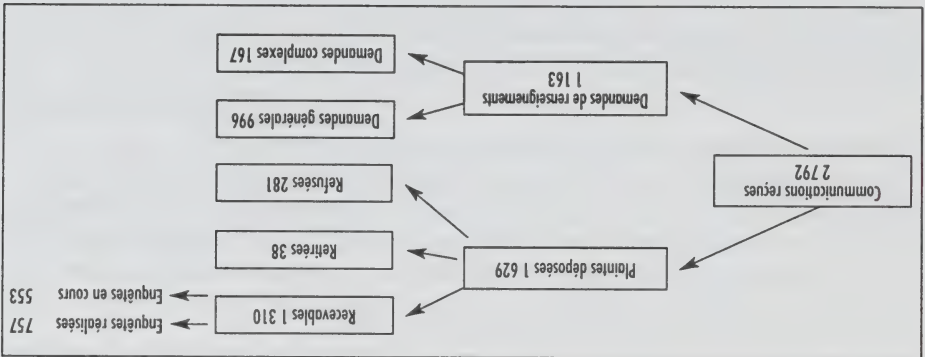 Communications reçues
2 792
Plaintes déposées 1 629
Recevables 1 310
Enquêtes réalisées 757
Enquêtes en cours 553
Retirées 38
Refusées 281
Demandes de renseignments
1 163
Demandes générales 996
Demandes complexes 167